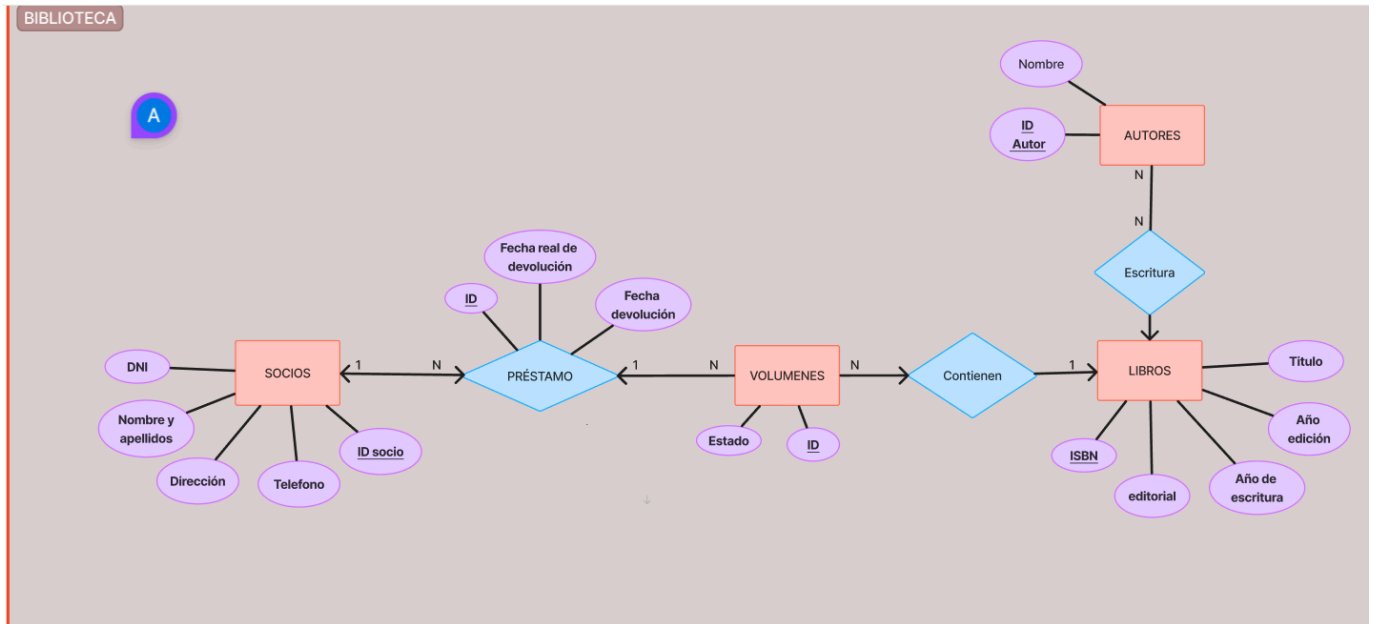 BIBLIOTECA
A
Nombre
ID
Autor
AUTORES
N
N
Escritura
Fecha real de
devolución
ID
Fecha
devolución
DNI
SOCIOS
1
N
PRÉSTAMO
1
N
VOLUMENES
N
Contienen
1
LIBROS
Titulo
Nombre y
apellidos
Dirección
Telefono
ID socio
Estado
ID
ISBN
editorial
Año de
escritura
Año
edición